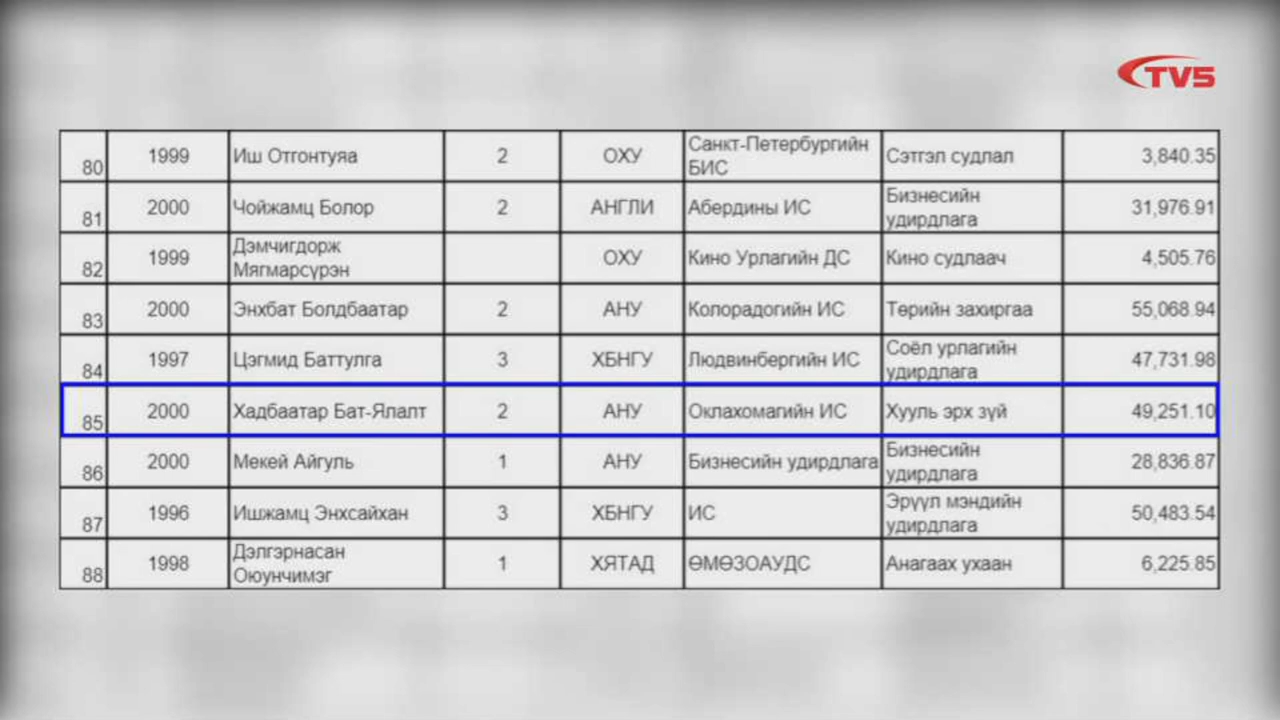 TV5
80 1999 Иш Отгонтуяа 2 ОХУ Санкт-Петербургийн БИС Сэтгэл судлал 3,840.35
81 2000 Чойжамц Болор 2 АНГЛИ Абердины ИС Бизнесийн удирдлага 31,976.91
82 1999 Дэмчигдорж Мягмарсүрэн ОХУ Кино Урлагийн ДС Кино судлаач 4,505.76
83 2000 Энхбат Болдбаатар 2 АНУ Колорадогийн ИС Төрийн захиргаа 55,068.94
84 1997 Цэгмид Баттулга 3 ХБНГУ Людвинбергийн ИС Соёл урлагийн удирдлага 47,731.98
85 2000 Хадбаатар Бат-Ялалт 2 АНУ Оклахомагийн ИС Хууль эрх зүй 49,251.10
86 2000 Мөкей Айгуль 1 АНУ Бизнесийн удирдлага Бизнесийн удирдлага 28,836.87
87 1996 Ишжамц Энхсайхан 3 ХБНГУ ИС Эрүүл мэндийн удирдлага 50,483.54
88 1998 Дэлгэрнасан Оюунчимэг 1 ХЯТАД ӨМӨЗОАУДС Анагаах ухаан 6,225.85